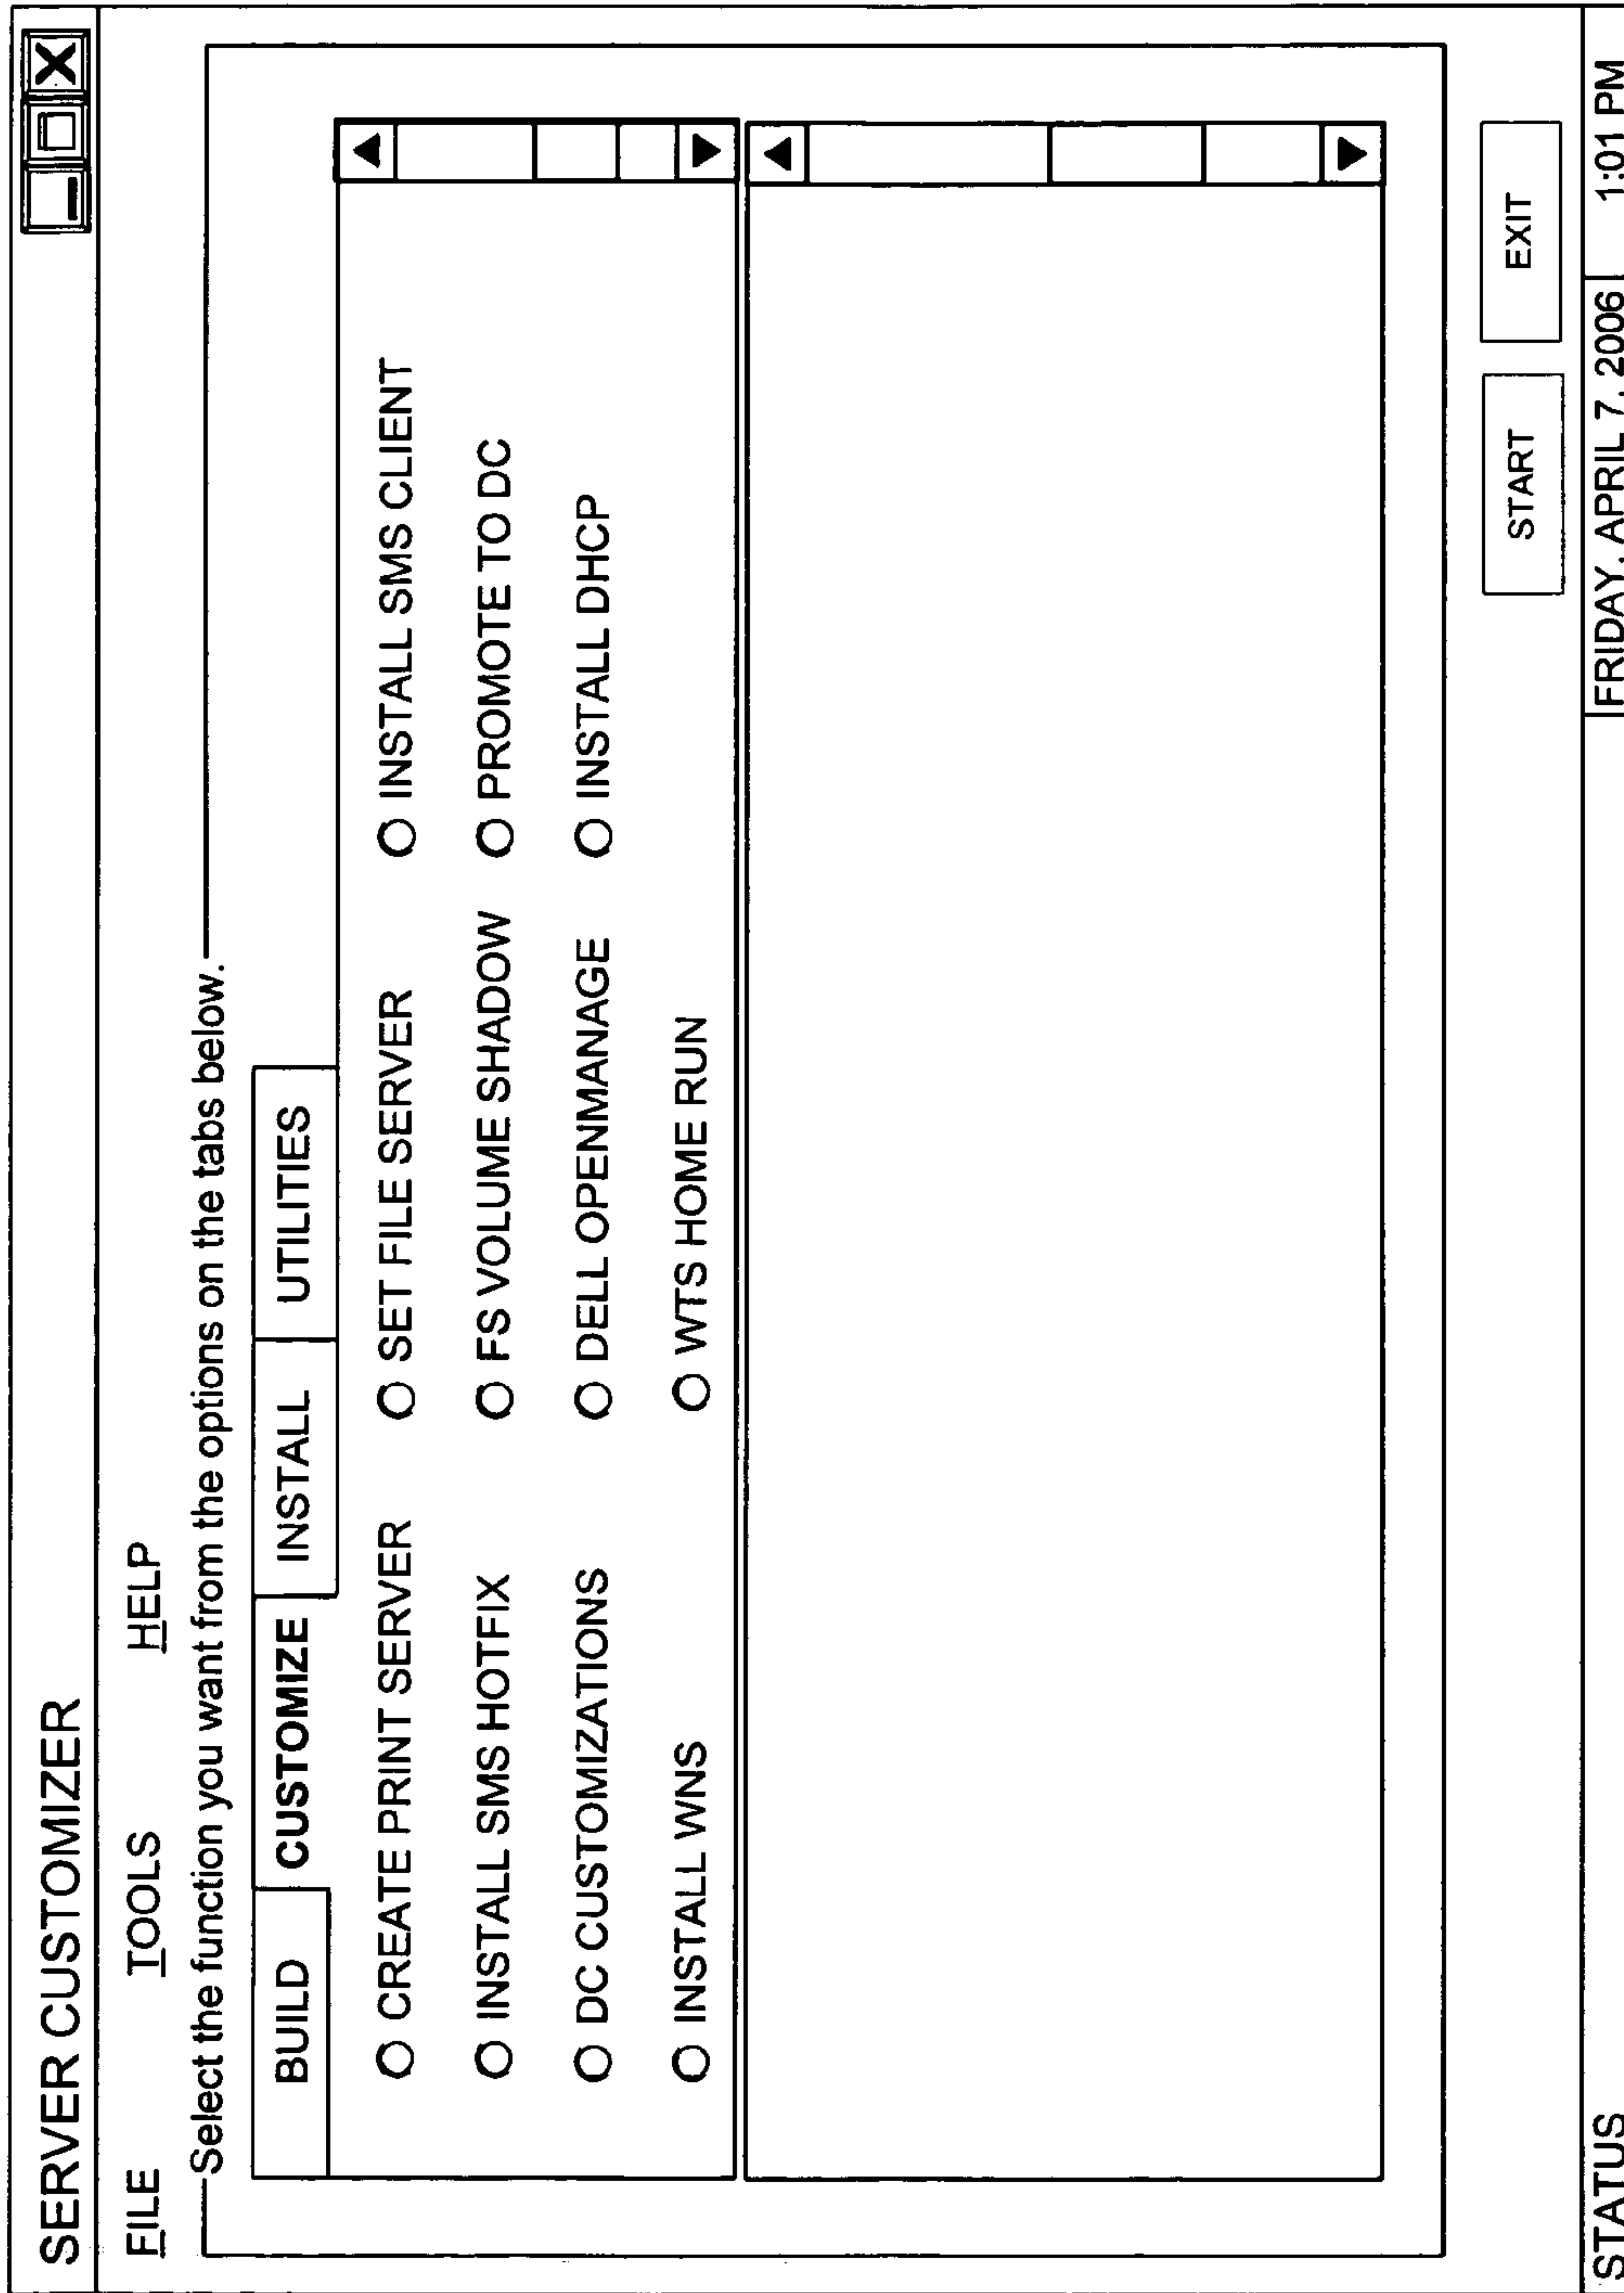 SERVER CUSTOMIZER
FILE TOOLS HELP
Select the function you want from the options on the tabs below.
BUILD CUSTOMIZE INSTALL UTILITIES
CREATE PRINT SERVER SET FILE SERVER INSTALL SMS CLIENT
INSTALL SMS HOTFIX FS VOLUME SHADOW PROMOTE TO DC
DC CUSTOMIZATIONS DELL OPENMANAGE INSTALL DHCP
INSTALL WNS WTS HOME RUN
START EXIT
STATUS FRIDAY, APRIL 7, 2006 1:01 PM